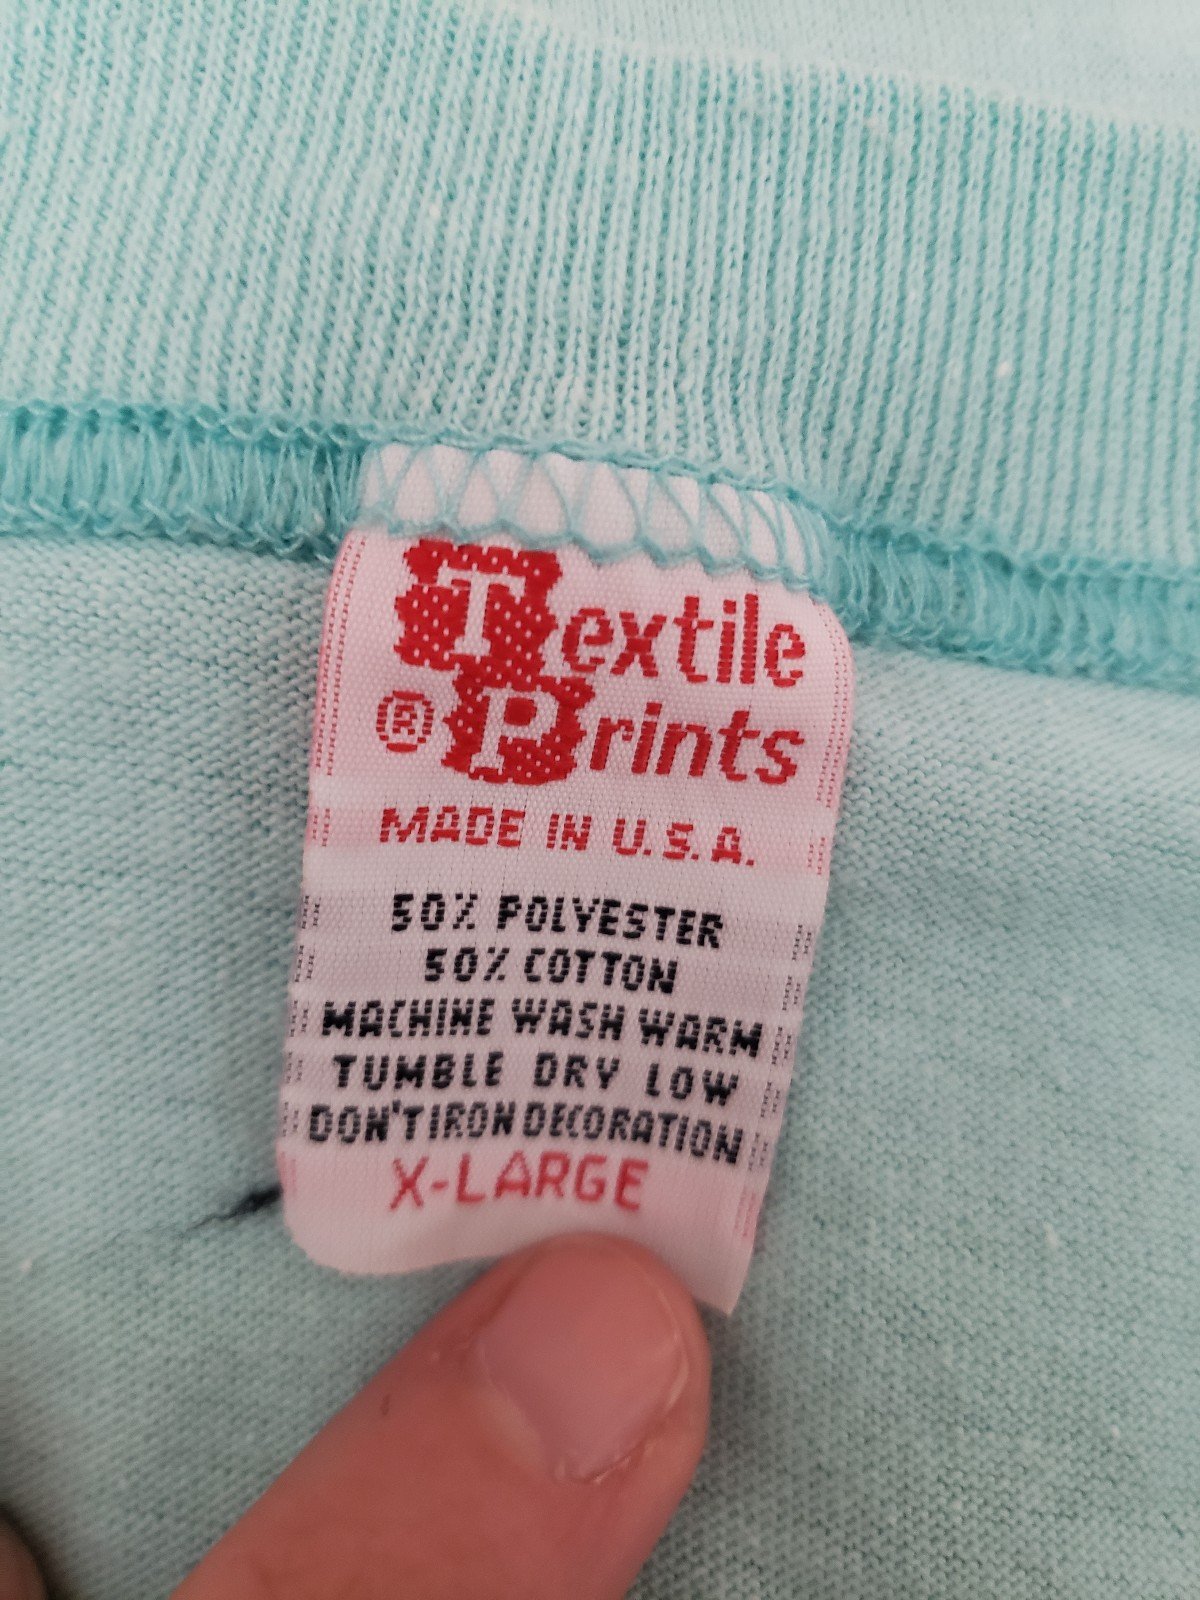 Textile
® Prints
MADE IN U.S.A.
50% POLYESTER
50% COTTON
MACHINE WASH WARM
TUMBLE DRY LOW
DON'T IRON DECORATION
X-LARGE